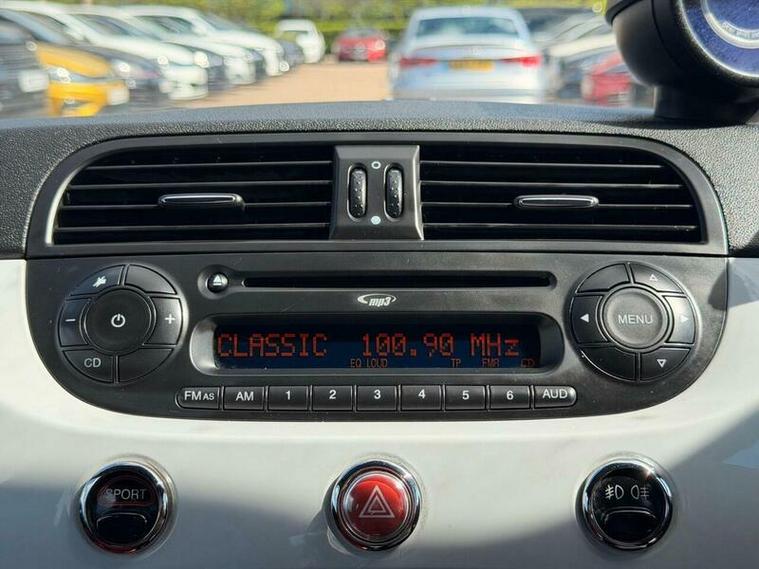 mp3
MENU
CD
CLASSIC 100.90 MHz
EQ LOUD TP FMR CD
FM AS AM 1 2 3 4 5 6 AUD
SPORT